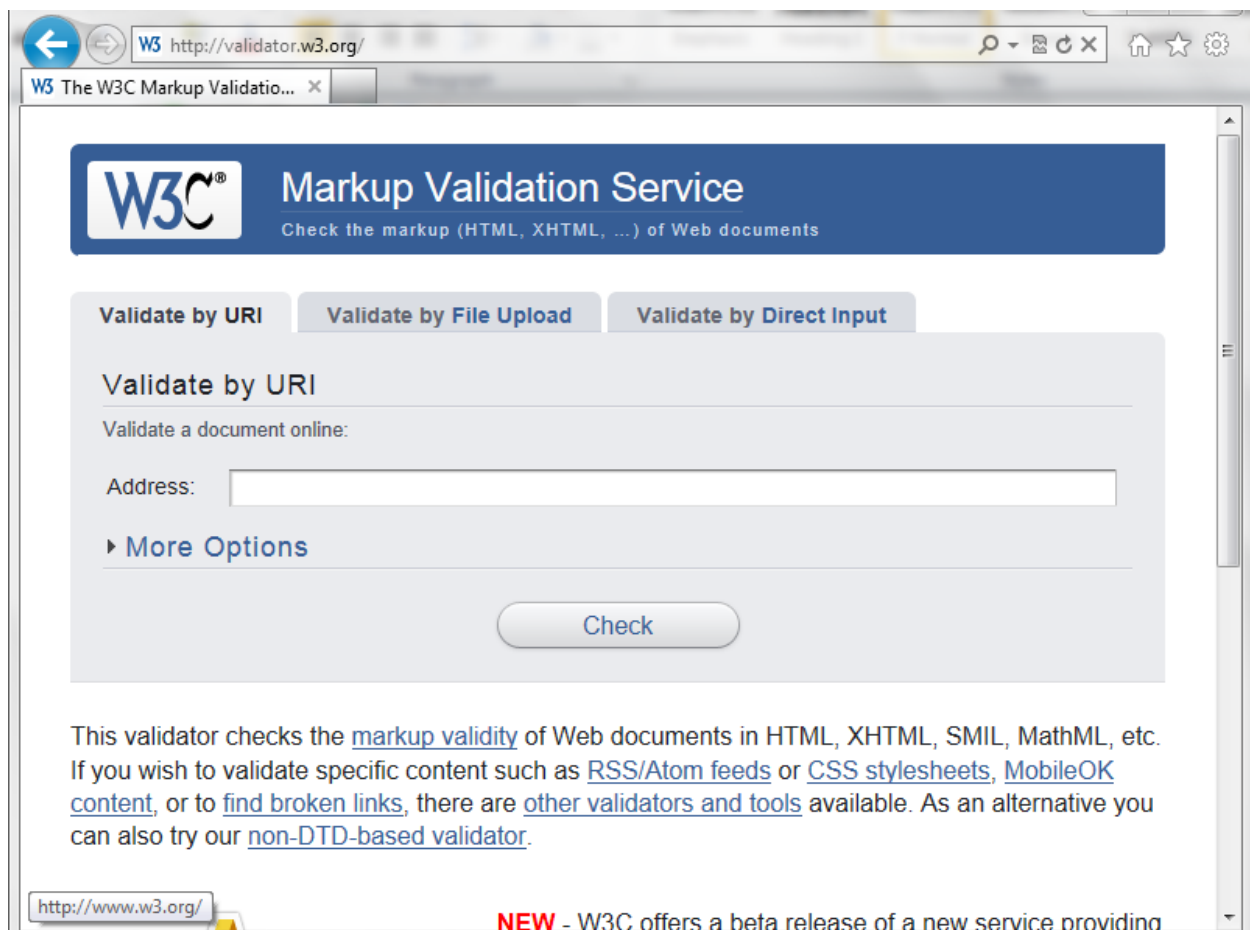 W3 http://validator.w3.org/
W3 The W3C Markup Validatio...
W3C® Markup Validation Service
Check the markup (HTML, XHTML, ...) of Web documents
Validate by URI Validate by File Upload Validate by Direct Input
Validate by URI
Validate a document online:
Address:
More Options
Check
This validator checks the markup validity of Web documents in HTML, XHTML, SMIL, MathML, etc.
If you wish to validate specific content such as RSS/Atom feeds or CSS stylesheets, MobileOK
content, or to find broken links, there are other validators and tools available. As an alternative you
can also try our non-DTD-based validator.
http://www.w3.org/
NEW - W3C offers a beta release of a new service providing